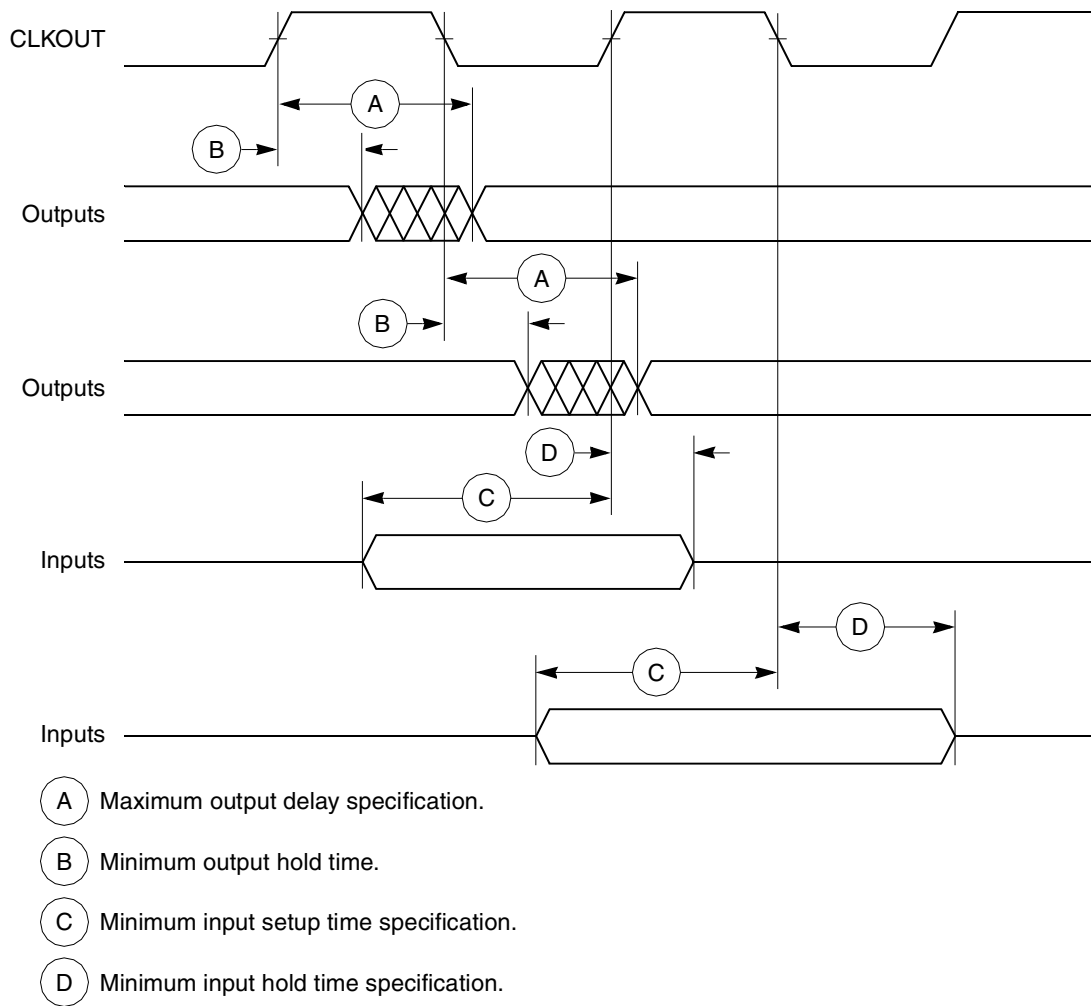 CLKOUT
A
B
Outputs
A
B
Outputs
D
C
Inputs
D
C
Inputs
A Maximum output delay specification.
B Minimum output hold time.
C Minimum input setup time specification.
D Minimum input hold time specification.